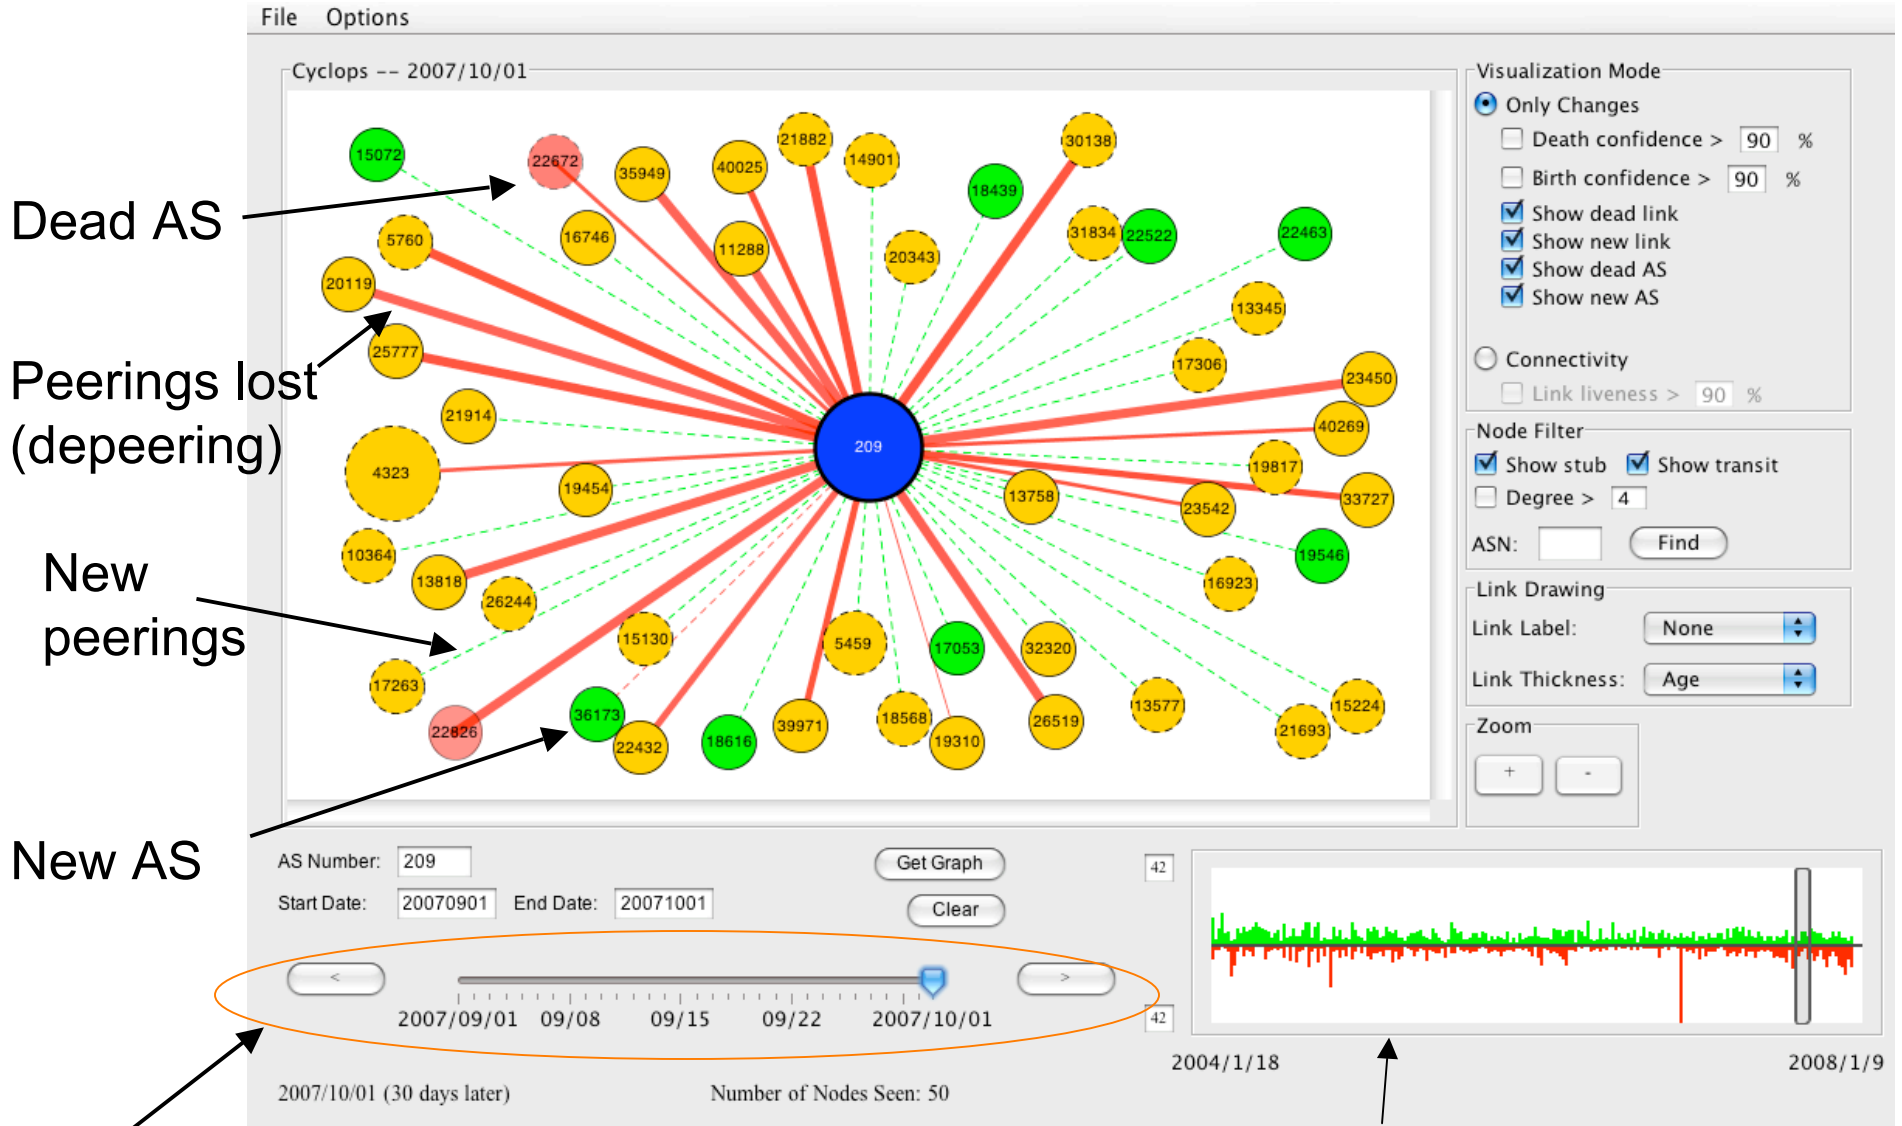 File Options
Cyclops -- 2007/10/01
15072
22672
35949
40025
21882
14901
18439
30138
31834
22522
22463
5760
16746
11288
20343
20119
13345
25777
17306
23450
21914
40269
209
4323
19454
19817
13758
33727
23542
10364
19546
13818
26244
16923
15130
5459
17053
32320
17263
36173
22826
22432
18616
39971
18568
19310
26519
13577
21693
15224
Dead AS
Peerings lost
(depeering)
New
peerings
New AS
Visualization Mode
Only Changes
Death confidence > 90 %
Birth confidence > 90 %
Show dead link
Show new link
Show dead AS
Show new AS
Connectivity
Link liveness > 90 %
Node Filter
Show stub Show transit
Degree > 4
ASN: Find
Link Drawing
Link Label: None
Link Thickness: Age
Zoom
+ -
AS Number: 209 Get Graph
Start Date: 20070901 End Date: 20071001 Clear
< >
2007/09/01 09/08 09/15 09/22 2007/10/01
2007/10/01 (30 days later) Number of Nodes Seen: 50
42
42
2004/1/18 2008/1/9